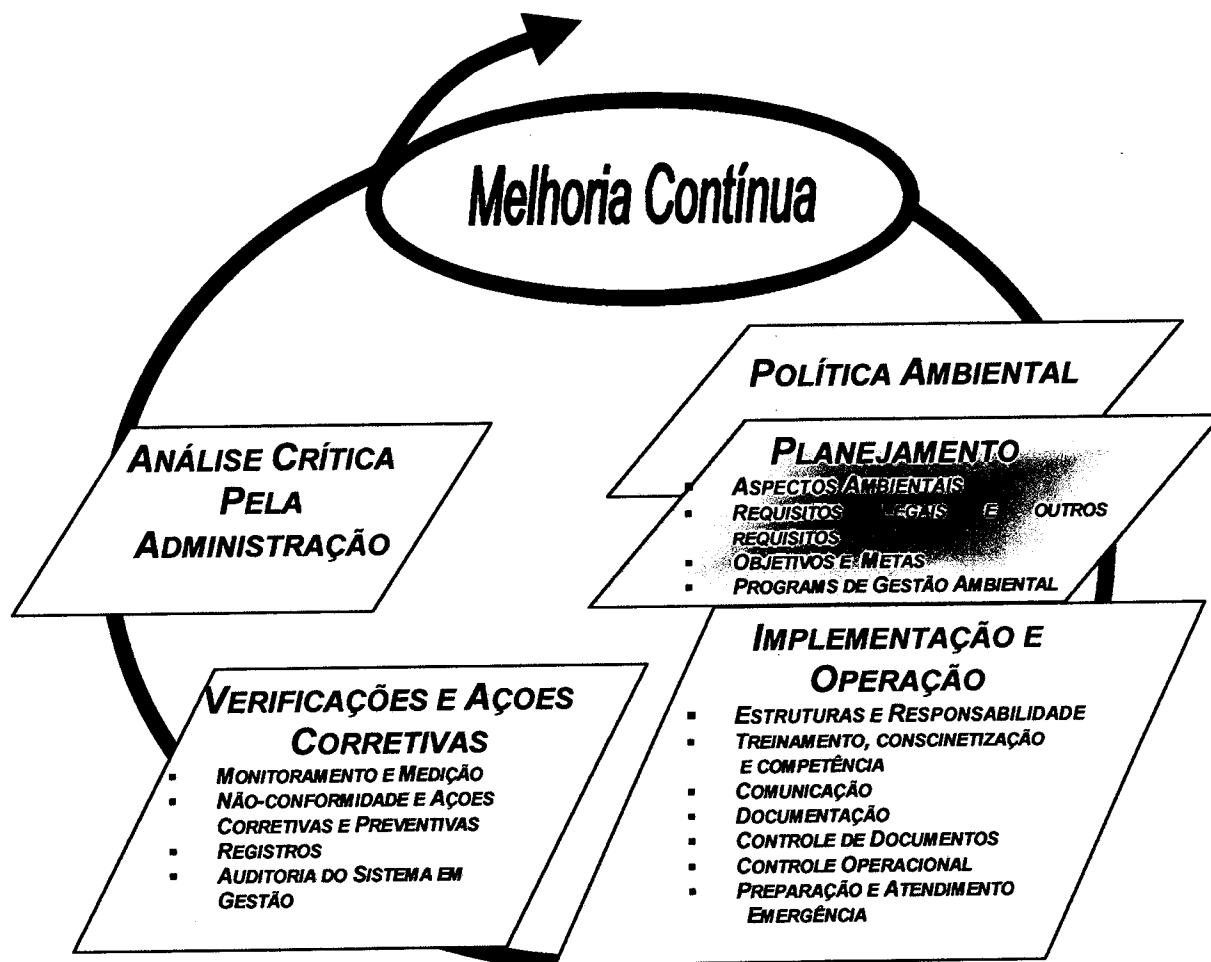 Melhoria Contínua
POLÍTICA AMBIENTAL
PLANEJAMENTO
▪ ASPECTOS AMBIENTAIS
▪ REQUISITOS LEGAIS E OUTROS
REQUISITOS
▪ OBJETIVOS E METAS
▪ PROGRAMS DE GESTÃO AMBIENTAL
IMPLEMENTAÇÃO E
OPERAÇÃO
▪ ESTRUTURAS E RESPONSABILIDADE
▪ TREINAMENTO, CONSCINETIZAÇÃO
E COMPETÊNCIA
▪ COMUNICAÇÃO
▪ DOCUMENTAÇÃO
▪ CONTROLE DE DOCUMENTOS
▪ CONTROLE OPERACIONAL
▪ PREPARAÇÃO E ATENDIMENTO
EMERGÊNCIA
VERIFICAÇÕES E AÇOES
CORRETIVAS
▪ MONITORAMENTO E MEDIÇÃO
▪ NÃO-CONFORMIDADE E AÇOES
CORRETIVAS E PREVENTIVAS
▪ REGISTROS
▪ AUDITORIA DO SISTEMA EM
GESTÃO
ANÁLISE CRÍTICA
PELA
ADMINISTRAÇÃO